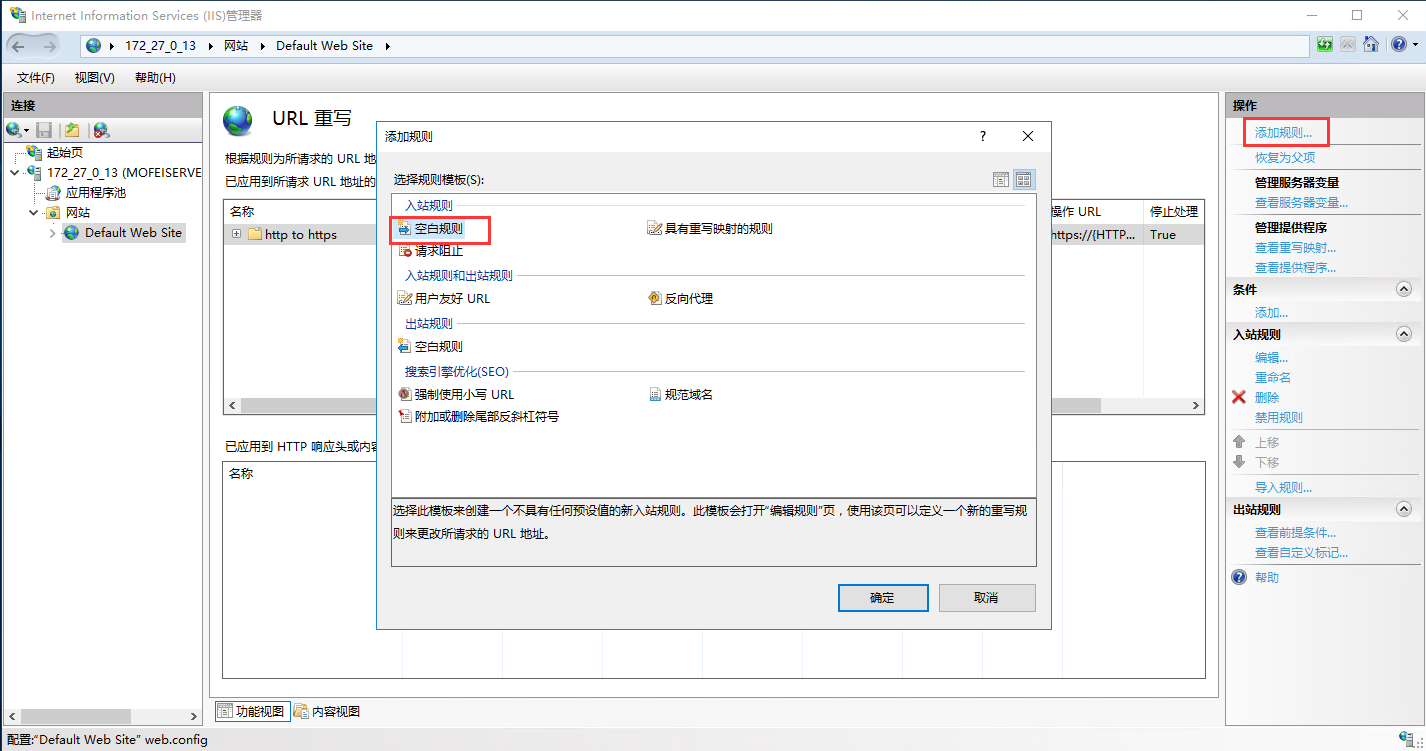 Internet Information Services (IIS)管理器
172_27_0_13
网站
Default Web Site
文件(F)
视图(V)
帮助(H)
连接
起始页
172_27_0_13 (MOFEISERVE
应用程序池
网站
Default Web Site
URL 重写
根据规则为所请求的 URL 地
已应用到所请求 URL 地址的
名称
操作 URL
停止处理
http to https
https://{HTTP...
True
已应用到 HTTP 响应头或内容
名称
添加规则
?
选择规则模板(S):
入站规则
空白规则
具有重写映射的规则
请求阻止
入站规则和出站规则
用户友好 URL
反向代理
出站规则
空白规则
搜索引擎优化(SEO)
强制使用小写 URL
规范域名
附加或删除尾部反斜杠符号
选择此模板来创建一个不具有任何预设值的新入站规则。此模板会打开“编辑规则”页，使用该页可以定义一个新的重写规
则来更改所请求的 URL 地址。
确定
取消
操作
添加规则...
恢复为父项
管理服务器变量
查看服务器变量...
管理提供程序
查看重写映射...
查看提供程序...
条件
添加...
入站规则
编辑...
重命名
删除
禁用规则
上移
下移
导入规则...
出站规则
查看前提条件...
查看自定义标记...
帮助
功能视图
内容视图
配置:“Default Web Site” web.config